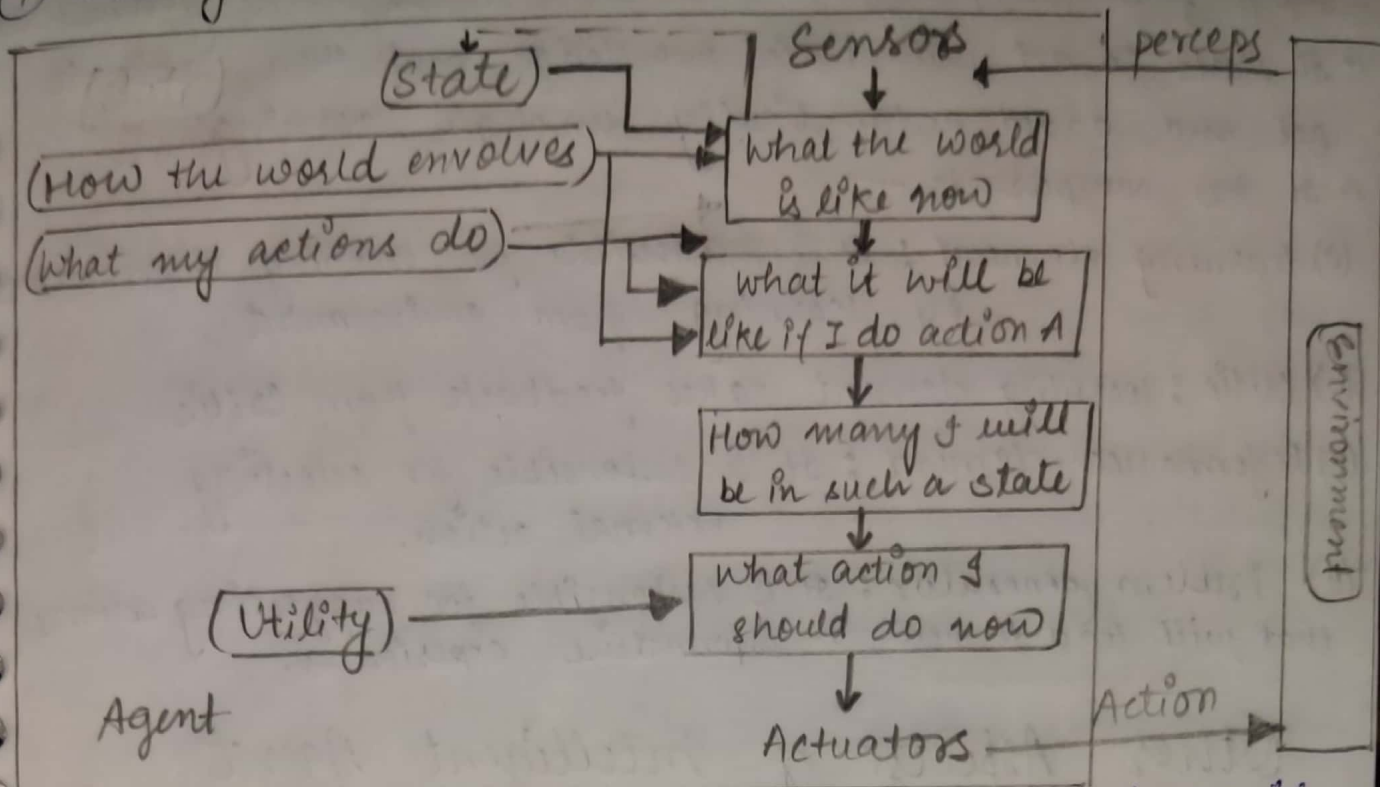 Sensors
perceps
(State)
What the world
is like now
(How the world envolves)
(What my actions do)
what it will be
like if I do action A
How many I will
be in such a state
Environment
What action I
should do now
(Utility)
Agent
Action
Actuators